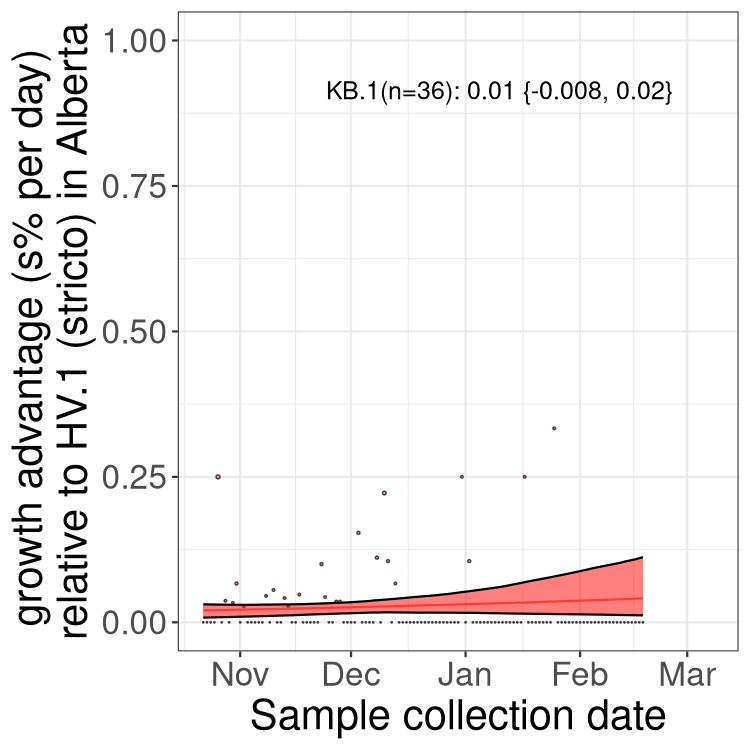 growth advantage (s% per day)
relative to HV.1 (stricto) in Alberta
1.00
0.75
0.50
0.25
0.00
KB.1(n=36): 0.01 {-0.008, 0.02}
Nov Dec Jan Feb Mar
Sample collection date